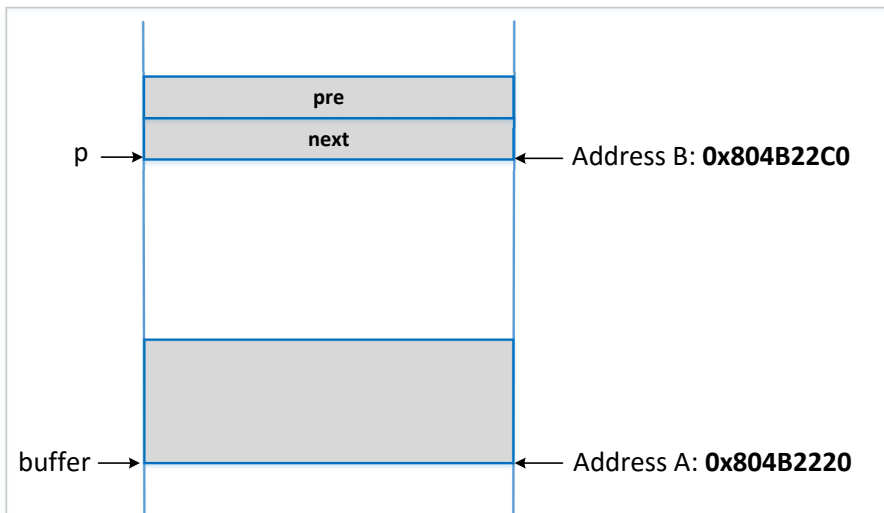 pre
next
p
Address B: 0x804B22C0
buffer
Address A: 0x804B2220